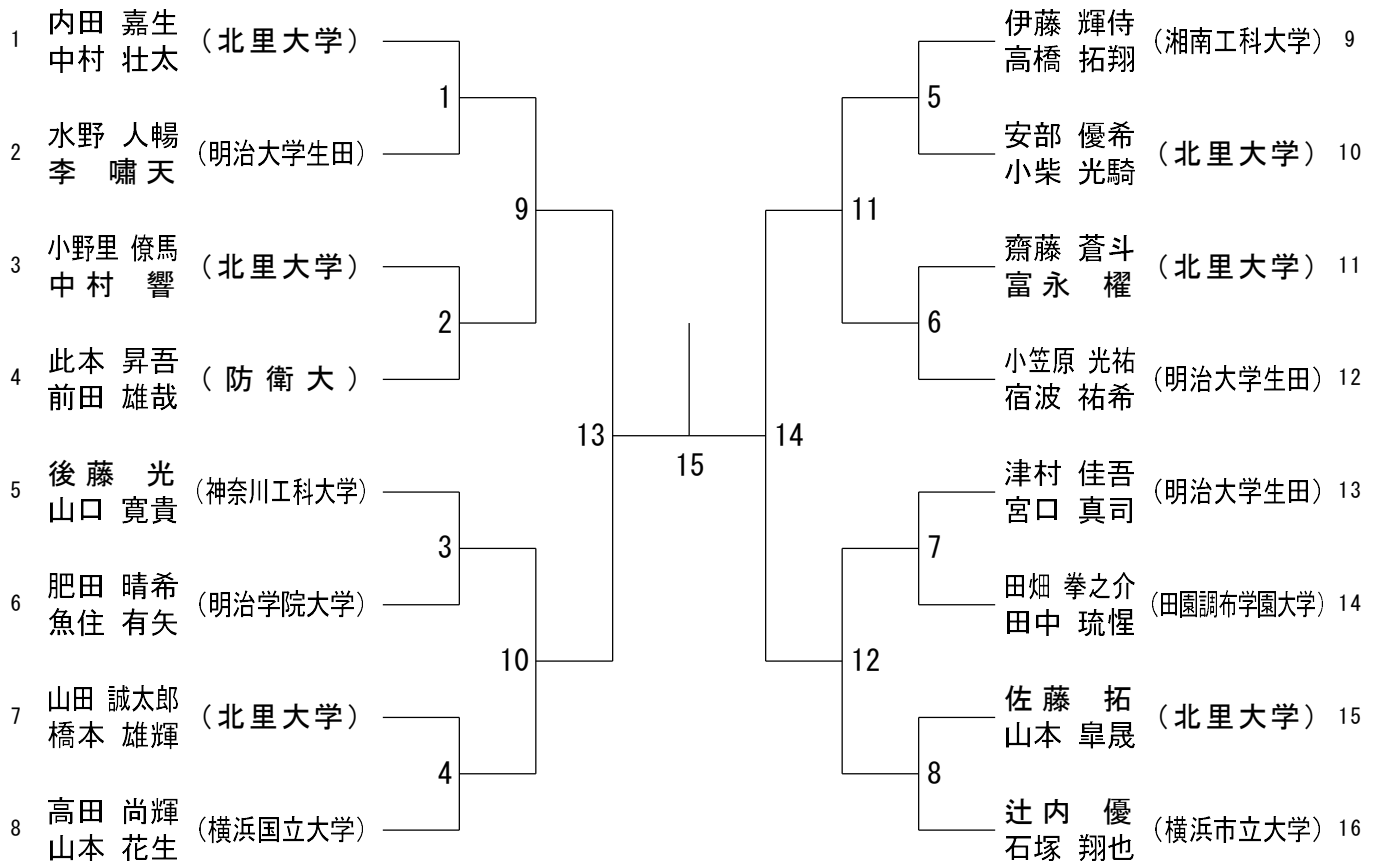 1 内田 嘉生 (北里大学)
中村 壮太
1
2 水野 人暢 (明治大学生田)
李 嘯天
9
3 小野里 僚馬 (北里大学)
中村 響
2
4 此本 昇吾 (防衛大)
前田 雄哉
13
5 後藤 光 (神奈川工科大学)
山口 寛貴
3
6 肥田 晴希 (明治学院大学)
魚住 有矢
10
7 山田 誠太郎 (北里大学)
橋本 雄輝
4
8 高田 尚輝 (横浜国立大学)
山本 花生
15
伊藤 輝侍 (湘南工科大学) 9
高橋 拓翔
5
安部 優希 (北里大学) 10
小柴 光騎
11
齋藤 蒼斗 (北里大学) 11
富永 櫂
6
小笠原 光祐 (明治大学生田) 12
宿波 祐希
14
津村 佳吾 (明治大学生田) 13
宮口 真司
7
田畑 拳之介 (田園調布学園大学) 14
田中 琉惺
12
佐藤 拓 (北里大学) 15
山本 皐晟
8
辻内 優 (横浜市立大学) 16
石塚 翔也